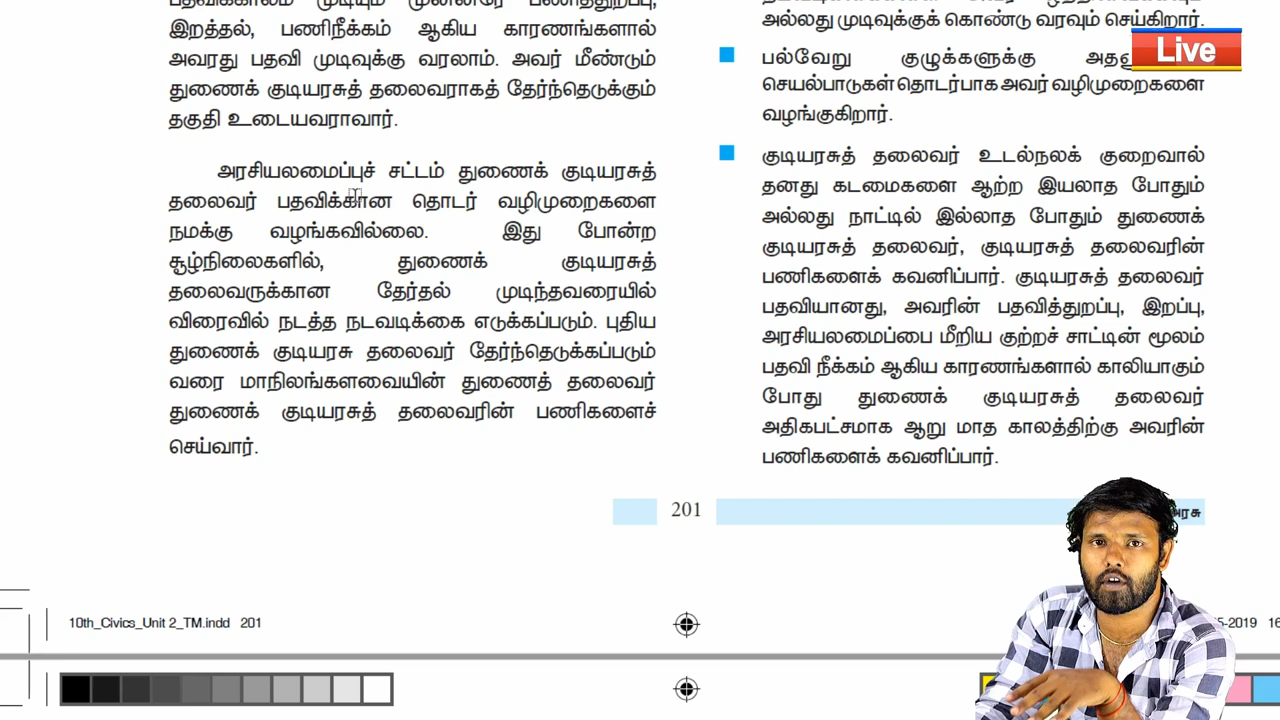 பதவிக்காலம் முடியும் முன்னரே பணித்துறப்பு,
இறத்தல், பணிநீக்கம் ஆகிய காரணங்களால்
அவரது பதவி முடிவுக்கு வரலாம். அவர் மீண்டும்
துணைக் குடியரசுத் தலைவராகத் தேர்ந்தெடுக்கும்
தகுதி உடையவராவார்.
அரசியலமைப்புச் சட்டம் துணைக் குடியரசுத்
தலைவர் பதவிக்கான தொடர் வழிமுறைகளை
நமக்கு வழங்கவில்லை. இது போன்ற
சூழ்நிலைகளில், துணைக் குடியரசுத்
தலைவருக்கான தேர்தல் முடிந்தவரையில்
விரைவில் நடத்த நடவடிக்கை எடுக்கப்படும். புதிய
துணைக் குடியரசு தலைவர் தேர்ந்தெடுக்கப்படும்
வரை மாநிலங்களவையின் துணைத் தலைவர்
துணைக் குடியரசுத் தலைவரின் பணிகளைச்
செய்வார்.
அல்லது முடிவுக்குக் கொண்டு வரவும் செய்கிறார்.
Live
பல்வேறு குழுக்களுக்கு
செயல்பாடுகள் தொடர்பாக அவர் வழிமுறைகளை
வழங்குகிறார்.
குடியரசுத் தலைவர் உடல்நலக் குறைவால்
தனது கடமைகளை ஆற்ற இயலாத போதும்
அல்லது நாட்டில் இல்லாத போதும் துணைக்
குடியரசுத் தலைவர், குடியரசுத் தலைவரின்
பணிகளைக் கவனிப்பார். குடியரசுத் தலைவர்
பதவியானது, அவரின் பதவித்துறப்பு, இறப்பு,
அரசியலமைப்பை மீறிய குற்றச் சாட்டின் மூலம்
பதவி நீக்கம் ஆகிய காரணங்களால் காலியாகும்
போது துணைக் குடியரசுத் தலைவர்
அதிகபட்சமாக ஆறு மாத காலத்திற்கு அவரின்
பணிகளைக் கவனிப்பார்.
201
10th_Civics_Unit 2_TM.indd 201